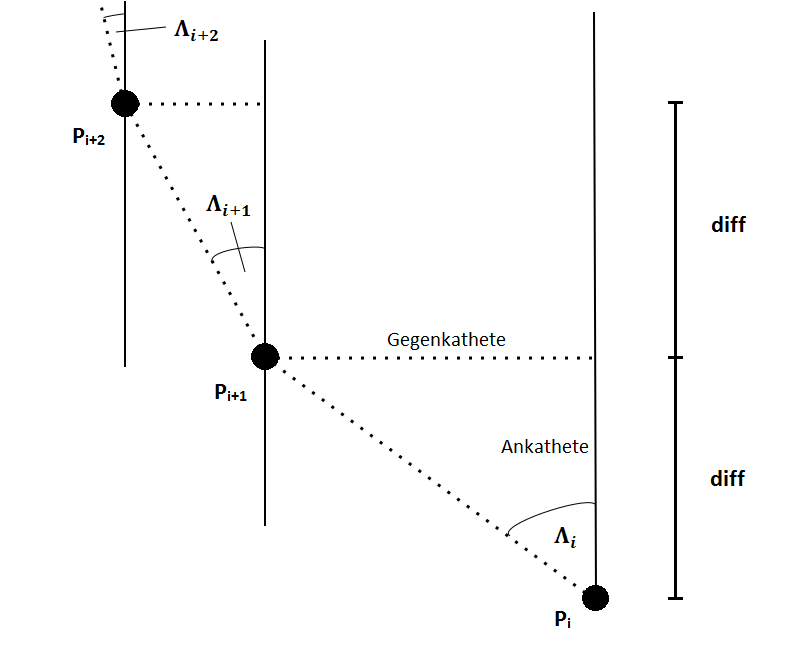 Λᵢ₊₂
Pᵢ₊₂
Λᵢ₊₁
diff
Gegenkathete
Pᵢ₊₁
Ankathete
diff
Λᵢ
Pᵢ